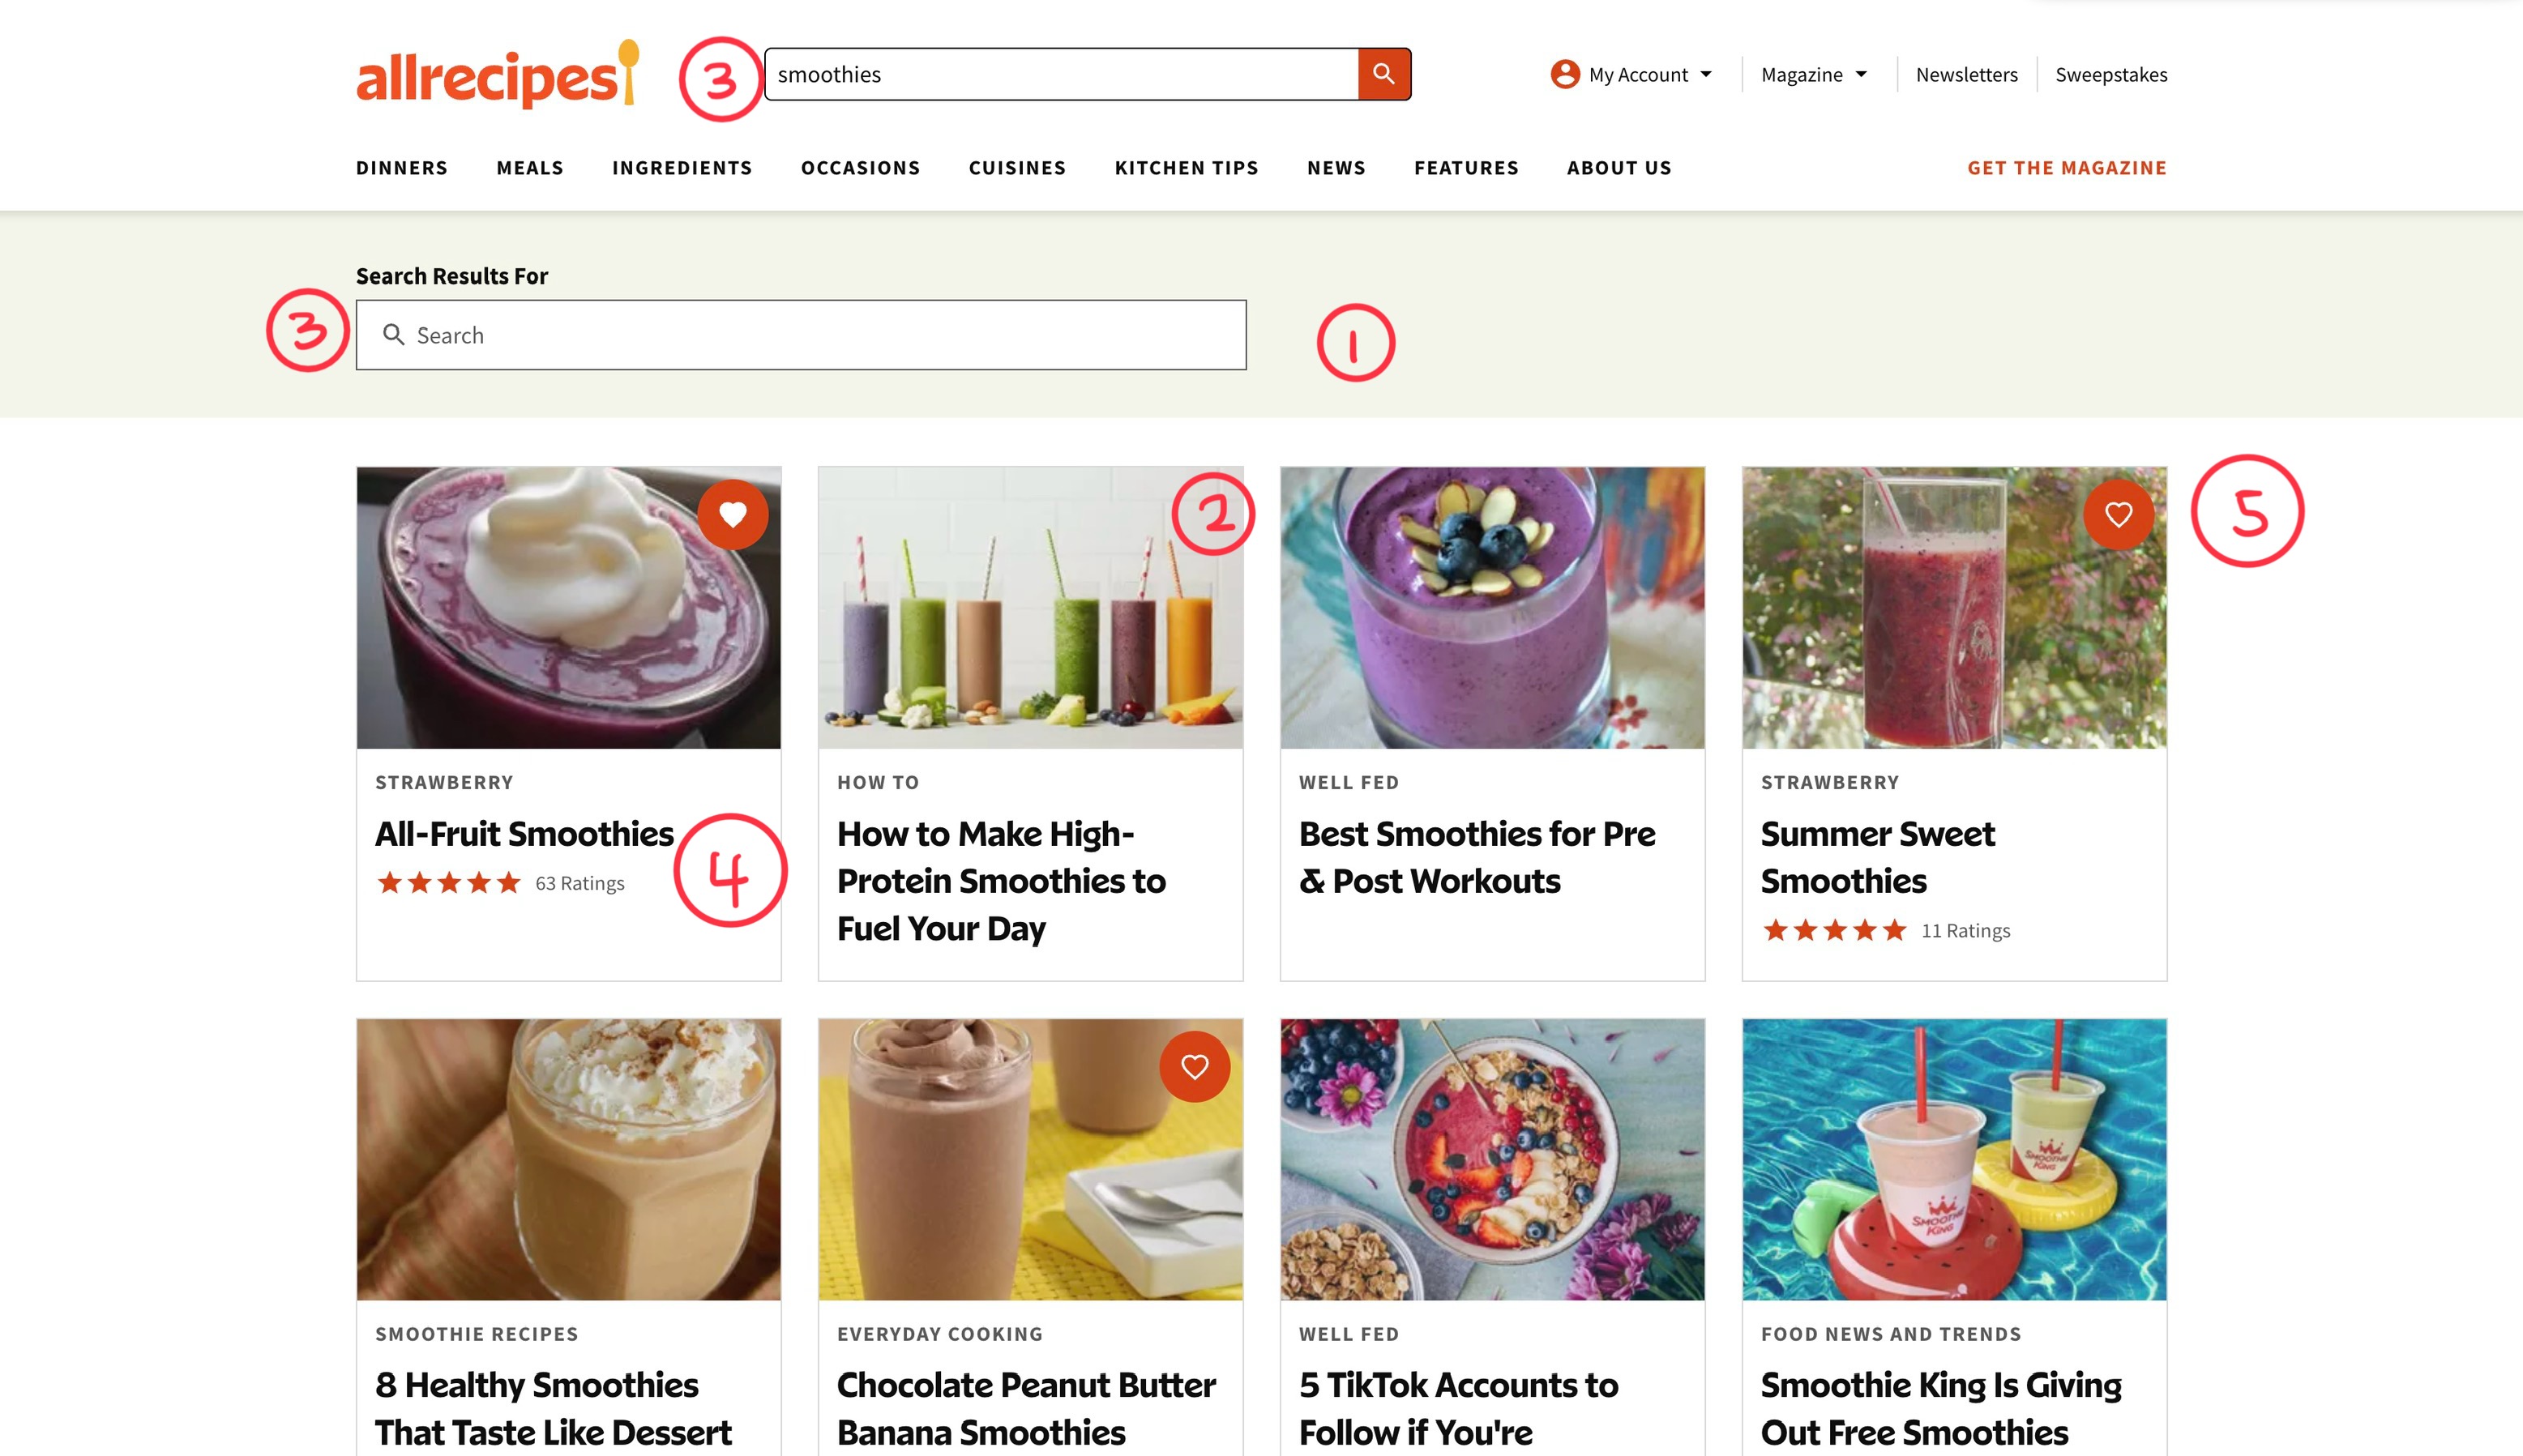 allrecipes
3
smoothies
My Account
Magazine
Newsletters
Sweepstakes
DINNERS
MEALS
INGREDIENTS
OCCASIONS
CUISINES
KITCHEN TIPS
NEWS
FEATURES
ABOUT US
GET THE MAGAZINE
Search Results For
3
Search
1
2
5
STRAWBERRY
All-Fruit Smoothies
63 Ratings
4
HOW TO
How to Make High-
Protein Smoothies to
Fuel Your Day
WELL FED
Best Smoothies for Pre
& Post Workouts
STRAWBERRY
Summer Sweet
Smoothies
11 Ratings
SMOOTHIE
KING
SMOOTHIE
KING
SMOOTHIE RECIPES
8 Healthy Smoothies
That Taste Like Dessert
EVERYDAY COOKING
Chocolate Peanut Butter
Banana Smoothies
WELL FED
5 TikTok Accounts to
Follow if You're
FOOD NEWS AND TRENDS
Smoothie King Is Giving
Out Free Smoothies